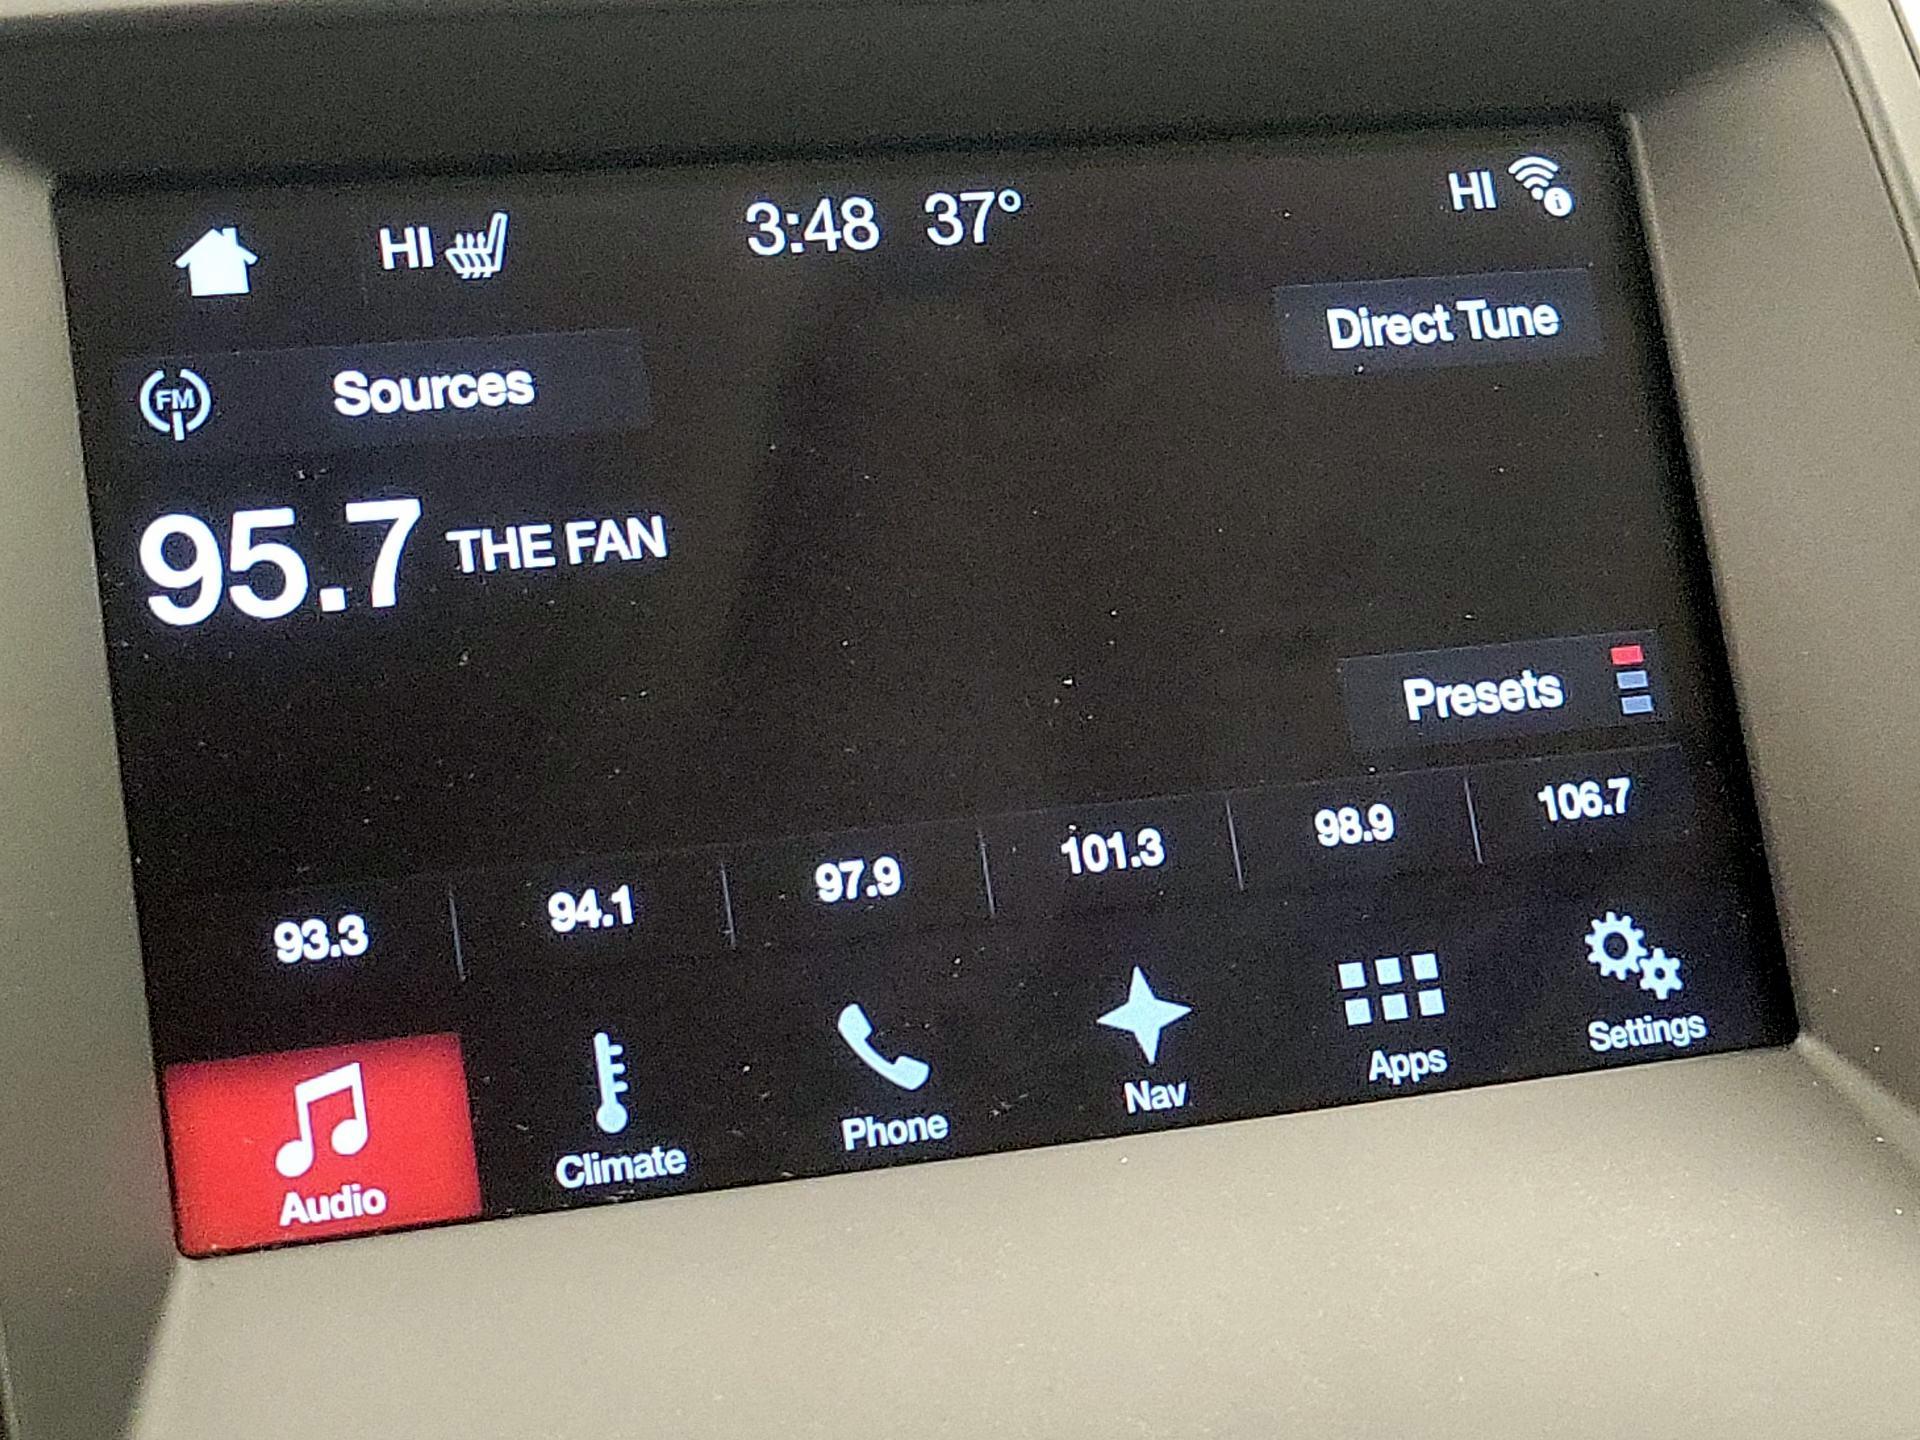 HI 3:48 37° HI
Direct Tune
FM Sources
95.7 THE FAN
Presets
93.3 94.1 97.9 101.3 98.9 106.7
Audio Climate Phone Nav Apps Settings